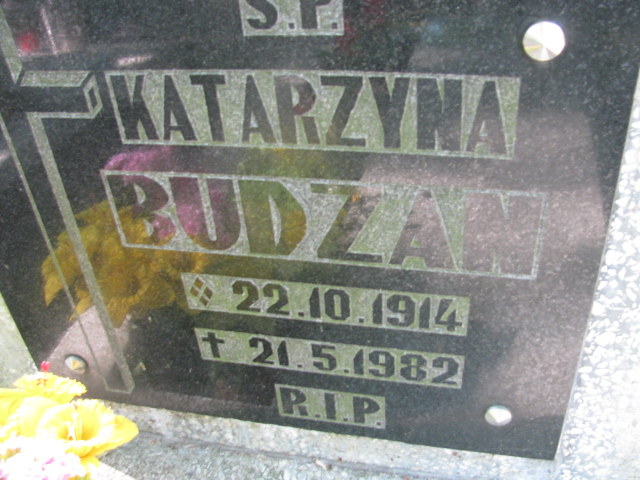 S.P.
KATARZYNA
BUDZAN
22.10.1914
✝ 21.5.1982
R.I.P.